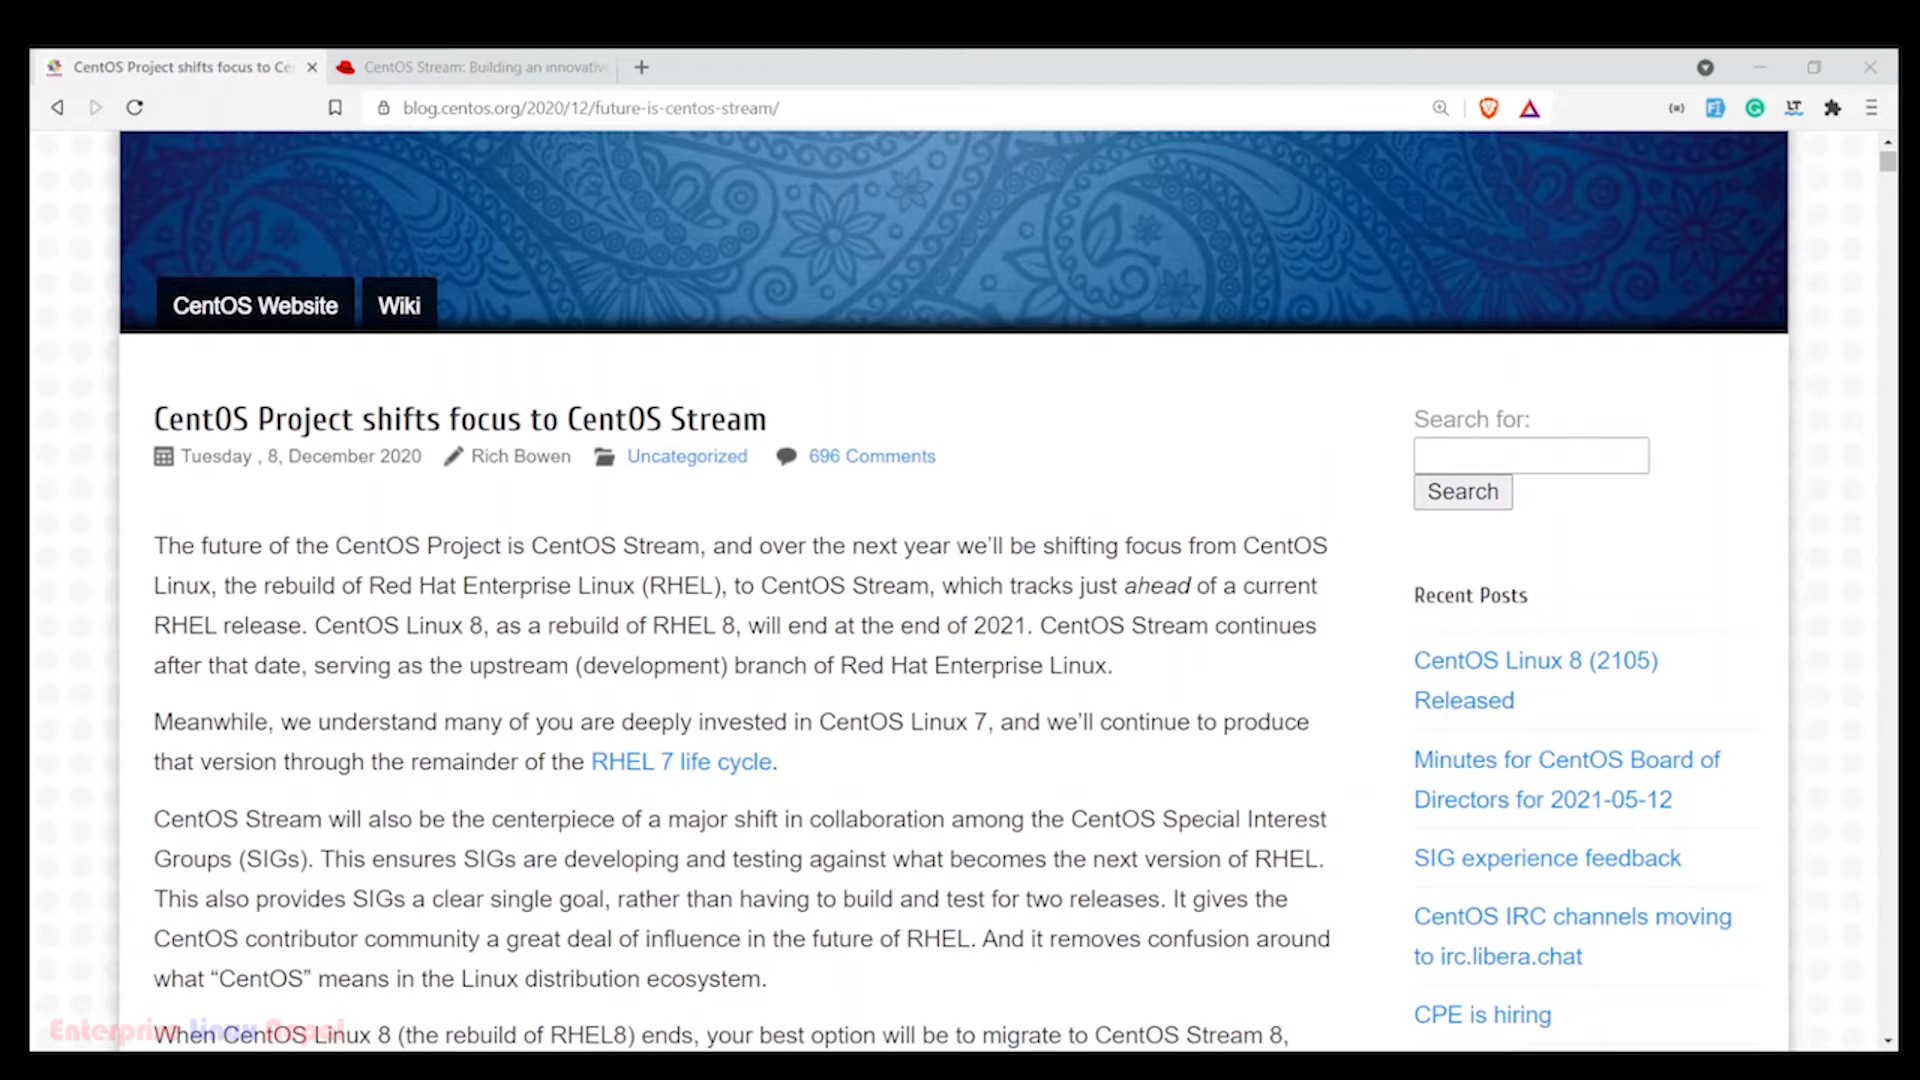 CentOS Project shifts focus to Ce
CentOS Stream: Building an innovative
blog.centos.org/2020/12/future-is-centos-stream/
CentOS Website
Wiki
CentOS Project shifts focus to CentOS Stream
Tuesday , 8, December 2020
Rich Bowen
Uncategorized
696 Comments
The future of the CentOS Project is CentOS Stream, and over the next year we’ll be shifting focus from CentOS
Linux, the rebuild of Red Hat Enterprise Linux (RHEL), to CentOS Stream, which tracks just ahead of a current
RHEL release. CentOS Linux 8, as a rebuild of RHEL 8, will end at the end of 2021. CentOS Stream continues
after that date, serving as the upstream (development) branch of Red Hat Enterprise Linux.
Meanwhile, we understand many of you are deeply invested in CentOS Linux 7, and we’ll continue to produce
that version through the remainder of the RHEL 7 life cycle.
CentOS Stream will also be the centerpiece of a major shift in collaboration among the CentOS Special Interest
Groups (SIGs). This ensures SIGs are developing and testing against what becomes the next version of RHEL.
This also provides SIGs a clear single goal, rather than having to build and test for two releases. It gives the
CentOS contributor community a great deal of influence in the future of RHEL. And it removes confusion around
what “CentOS” means in the Linux distribution ecosystem.
When CentOS Linux 8 (the rebuild of RHEL8) ends, your best option will be to migrate to CentOS Stream 8,
Search for:
Search
Recent Posts
CentOS Linux 8 (2105)
Released
Minutes for CentOS Board of
Directors for 2021-05-12
SIG experience feedback
CentOS IRC channels moving
to irc.libera.chat
CPE is hiring